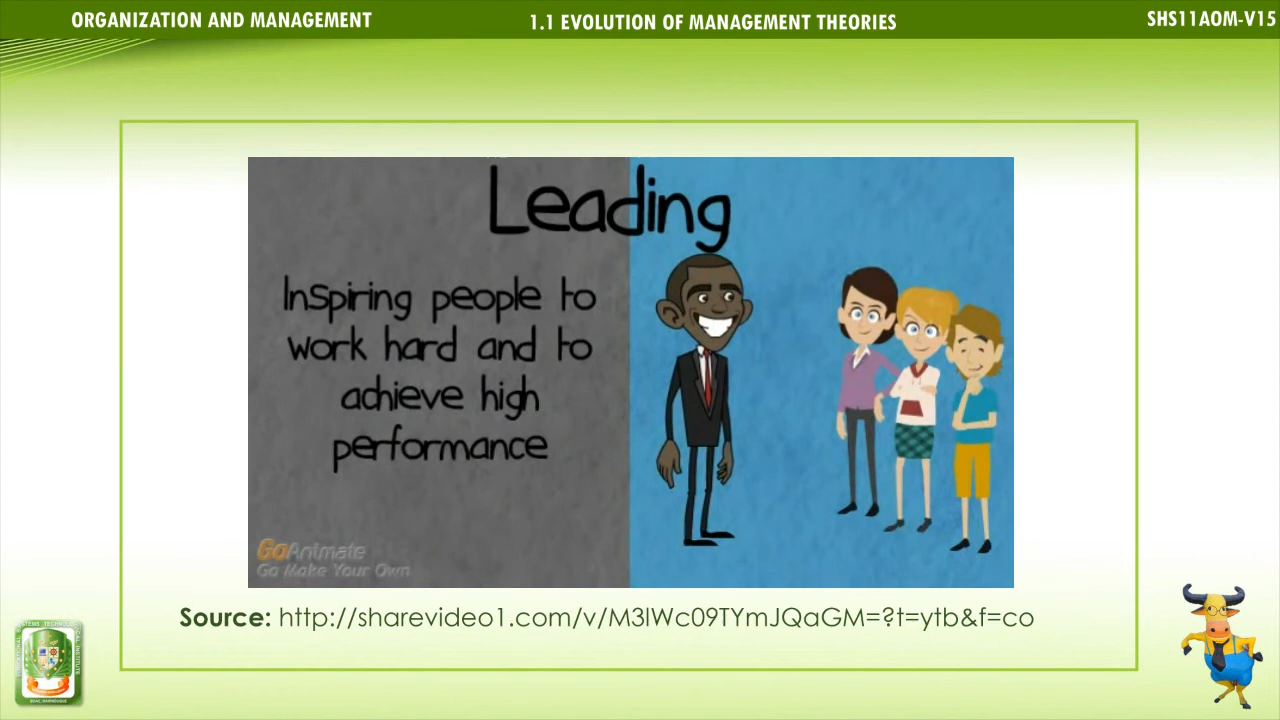 ORGANIZATION AND MANAGEMENT
1.1 EVOLUTION OF MANAGEMENT THEORIES
SHS11AOM-V15
Leading
Inspiring people to
work hard and to
achieve high
performance
GoAnimate
Go Make Your Own
Source: http://sharevideo1.com/v/M3lWc09TYmJQaGM=?t=ytb&f=co